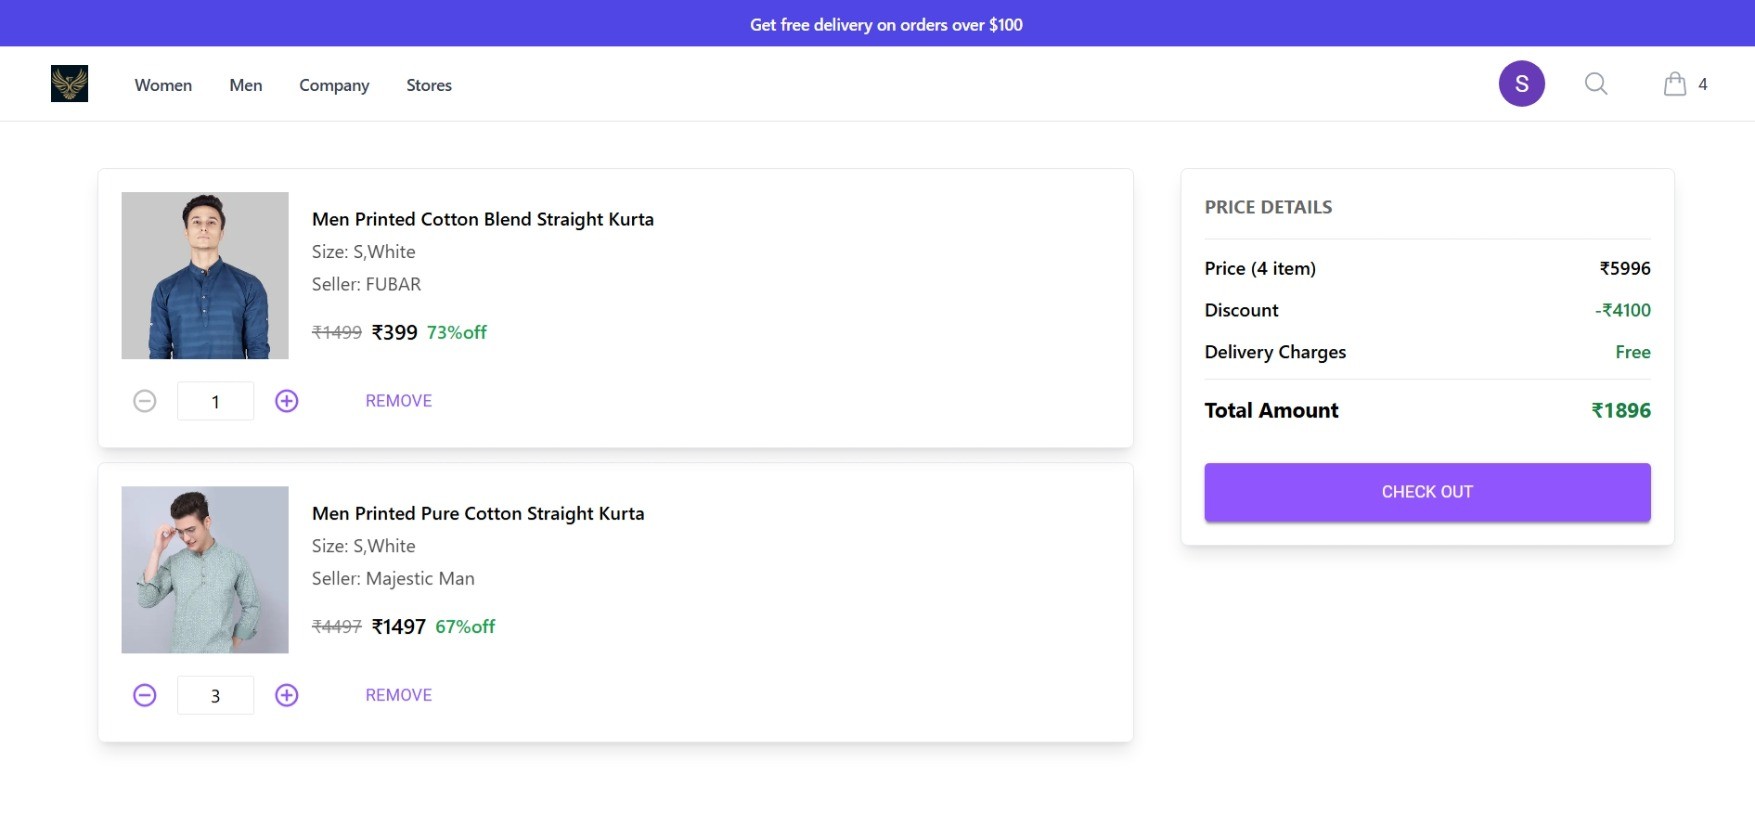 Get free delivery on orders over $100
Women Men Company Stores S 4
Men Printed Cotton Blend Straight Kurta
Size: S,White
Seller: FUBAR
₹1499 ₹399 73%off
1 REMOVE
Men Printed Pure Cotton Straight Kurta
Size: S,White
Seller: Majestic Man
₹4497 ₹1497 67%off
3 REMOVE
PRICE DETAILS
Price (4 item) ₹5996
Discount -₹4100
Delivery Charges Free
Total Amount ₹1896
CHECK OUT